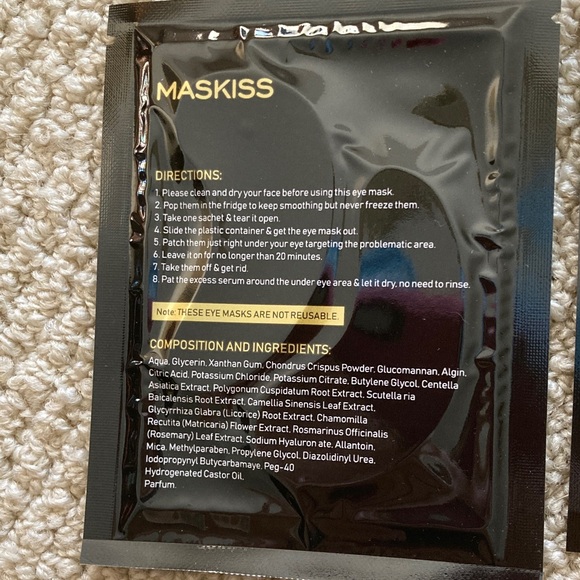 MASKISS
DIRECTIONS:
1. Please clean and dry your face before using this eye mask.
2. Pop them in the fridge to keep smoothing but never freeze them.
3. Take one sachet & tear it open.
4. Slide the plastic container & get the eye mask out.
5. Patch them just right under your eye targeting the problematic area.
6. Leave it on for no longer than 20 minutes.
7. Take them off & get rid.
8. Pat the excess serum around the under eye area & let it dry, no need to rinse.
Note: THESE EYE MASKS ARE NOT REUSABLE.
COMPOSITION AND INGREDIENTS:
Aqua, Glycerin, Xanthan Gum, Chondrus Crispus Powder, Glucomannan, Algin,
Citric Acid, Potassium Chloride, Potassium Citrate, Butylene Glycol, Centella
Asiatica Extract, Polygonum Cuspidatum Root Extract, Scutella ria
Baicalensis Root Extract, Camellia Sinensis Leaf Extract,
Glycyrrhiza Glabra (Licorice) Root Extract, Chamomilla
Recutita (Matricaria) Flower Extract, Rosmarinus Officinalis
(Rosemary) Leaf Extract, Sodium Hyaluron ate, Allantoin,
Mica, Methylparaben, Propylene Glycol, Diazolidinyl Urea,
Iodopropynyl Butycarbamaye, Peg-40
Hydrogenated Castor Oil,
Parfum.